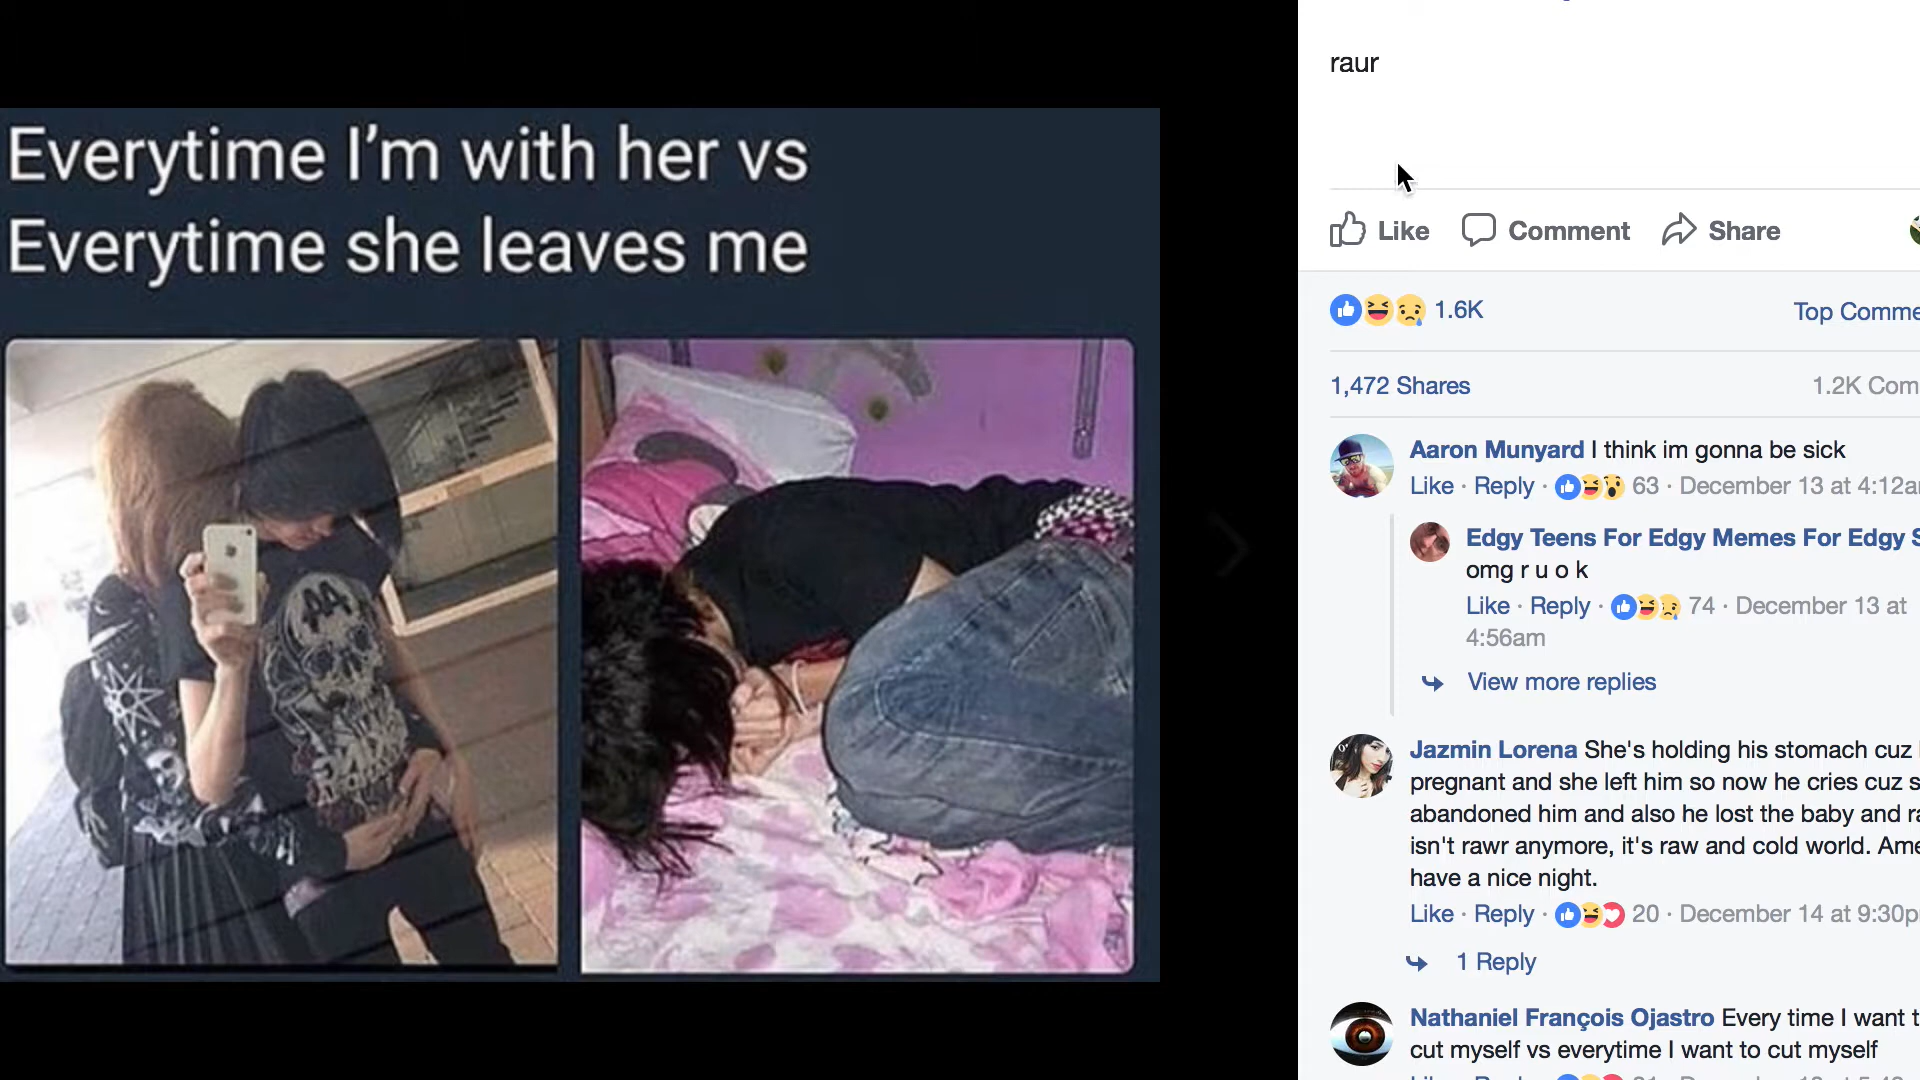 Everytime I'm with her vs
Everytime she leaves me
AA
raur
Like Comment Share
1.6K
Top
1,472 Shares
1.2K
Aaron Munyard I think im gonna be sick
Like · Reply · 63 · December 13 at
Edgy Teens For Edgy Memes For Edgy
omg r u o k
Like · Reply · 74 · December 13 at
4:56am
View more replies
Jazmin Lorena She's holding his stomach cuz
pregnant and she left him so now he cries cuz
abandoned him and also he lost the baby and
isn't rawr anymore, it's raw and cold world.
have a nice night.
Like · Reply · 20 · December 14 at
1 Reply
Nathaniel François Ojastro Every time I want
cut myself vs everytime I want to cut myself